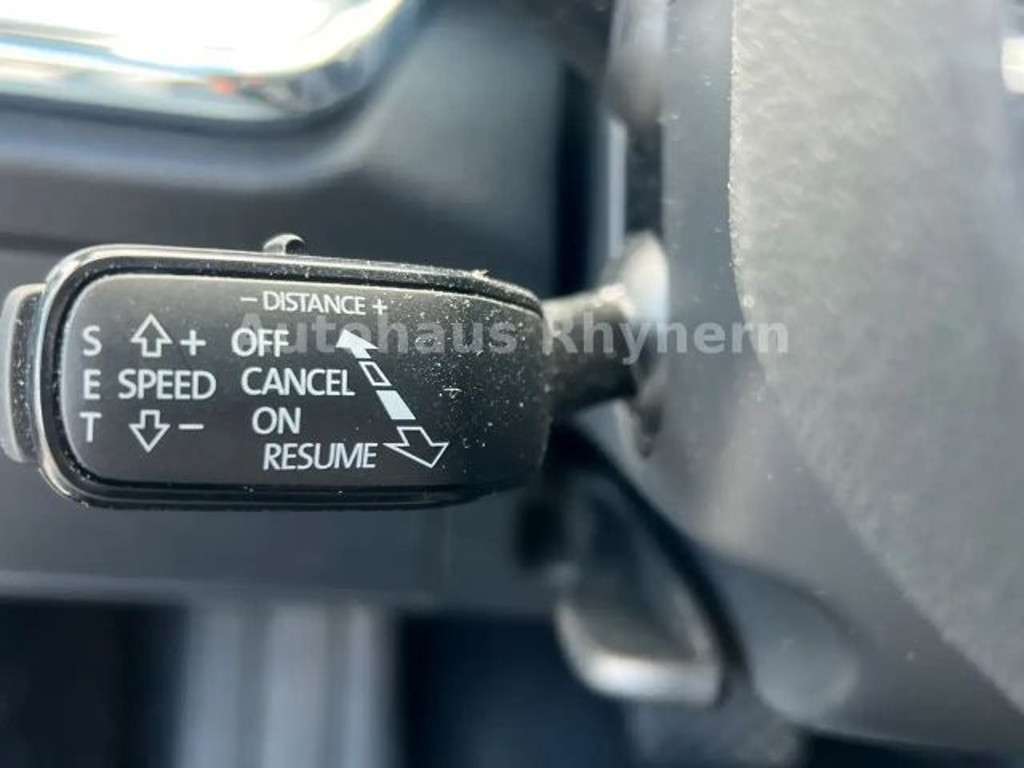 − DISTANCE +
S
E
T
+
SPEED
−
OFF
CANCEL
ON
RESUME
Autohaus Rhynern